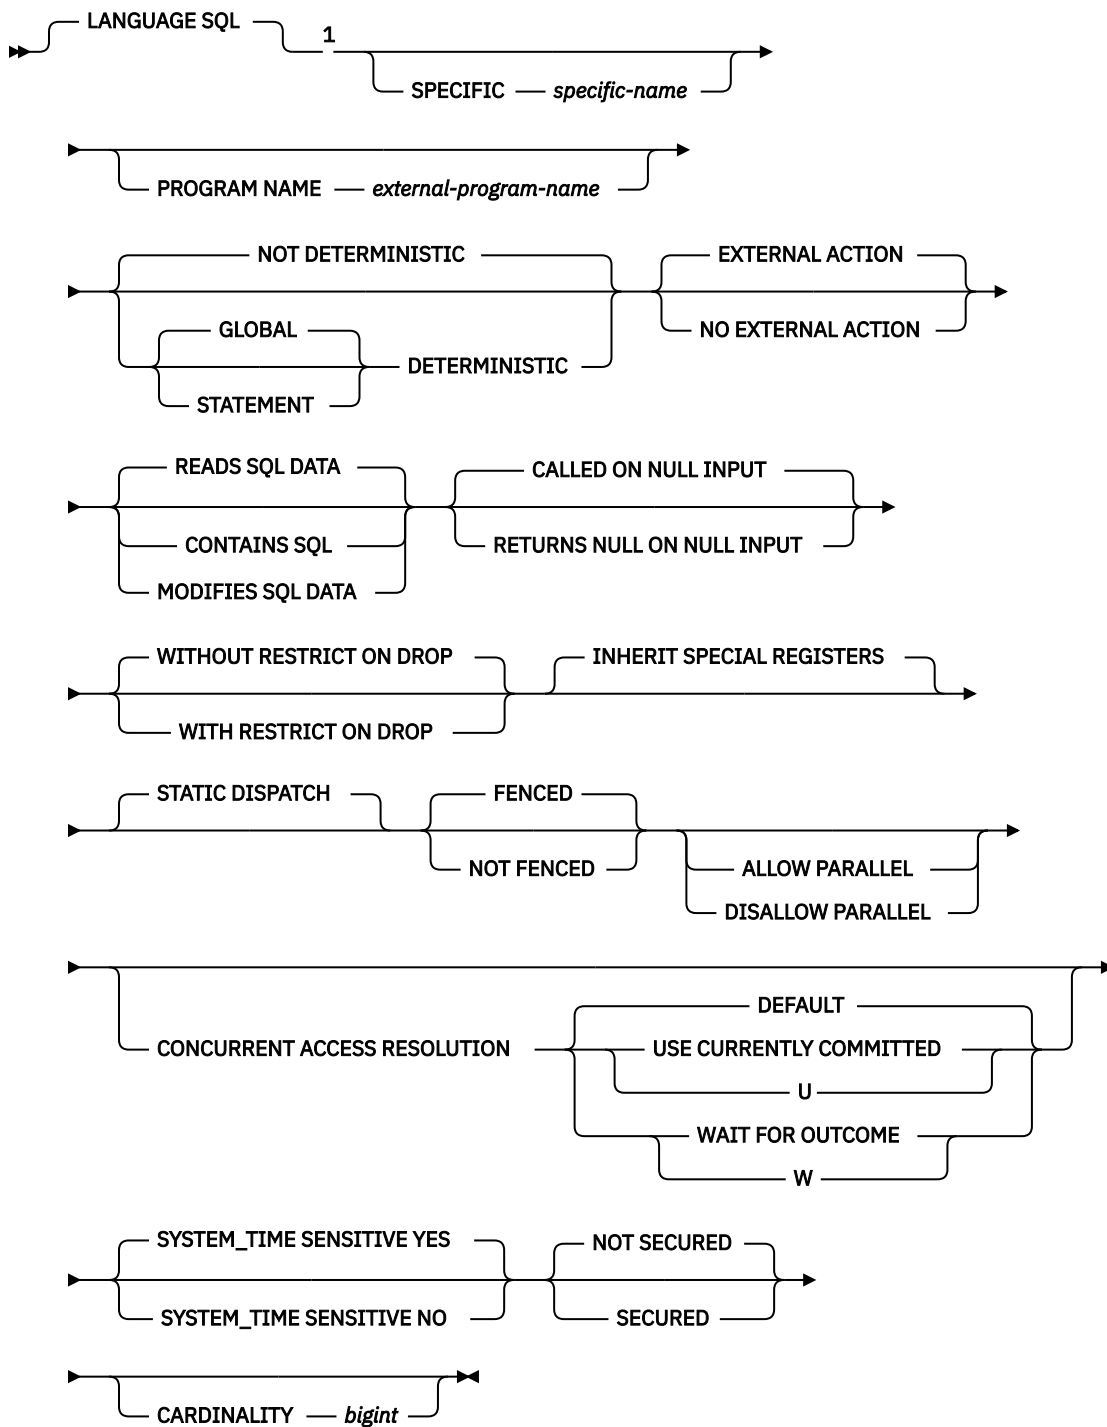 LANGUAGE SQL
1
SPECIFIC specific-name
PROGRAM NAME external-program-name
NOT DETERMINISTIC EXTERNAL ACTION
GLOBAL NO EXTERNAL ACTION
DETERMINISTIC
STATEMENT
READS SQL DATA CALLED ON NULL INPUT
CONTAINS SQL RETURNS NULL ON NULL INPUT
MODIFIES SQL DATA
WITHOUT RESTRICT ON DROP INHERIT SPECIAL REGISTERS
WITH RESTRICT ON DROP
STATIC DISPATCH FENCED
NOT FENCED ALLOW PARALLEL
DISALLOW PARALLEL
DEFAULT
CONCURRENT ACCESS RESOLUTION USE CURRENTLY COMMITTED
U
WAIT FOR OUTCOME
W
SYSTEM_TIME SENSITIVE YES NOT SECURED
SYSTEM_TIME SENSITIVE NO SECURED
CARDINALITY bigint